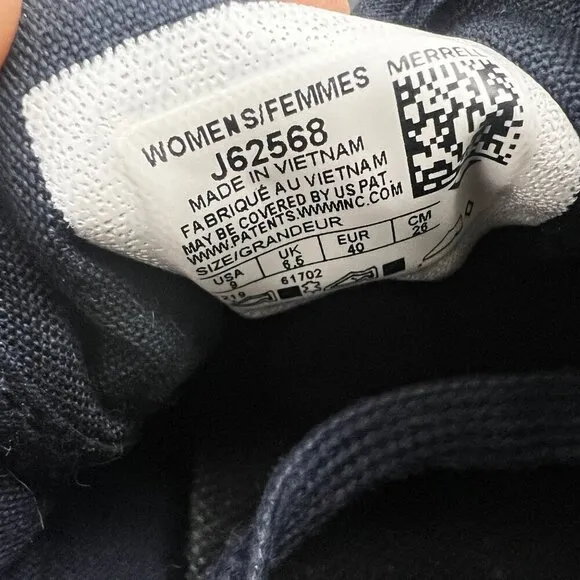 MERRELL
WOMENS/FEMMES
J62568
MADE IN VIETNAM
FABRIQUÉ AU VIETNAM
MAY BE COVERED BY US PAT.
WWW.PATENTS.WWWINC.COM
SIZE/GRANDEUR
USA UK EUR CM
9 6.5 40 26
61702